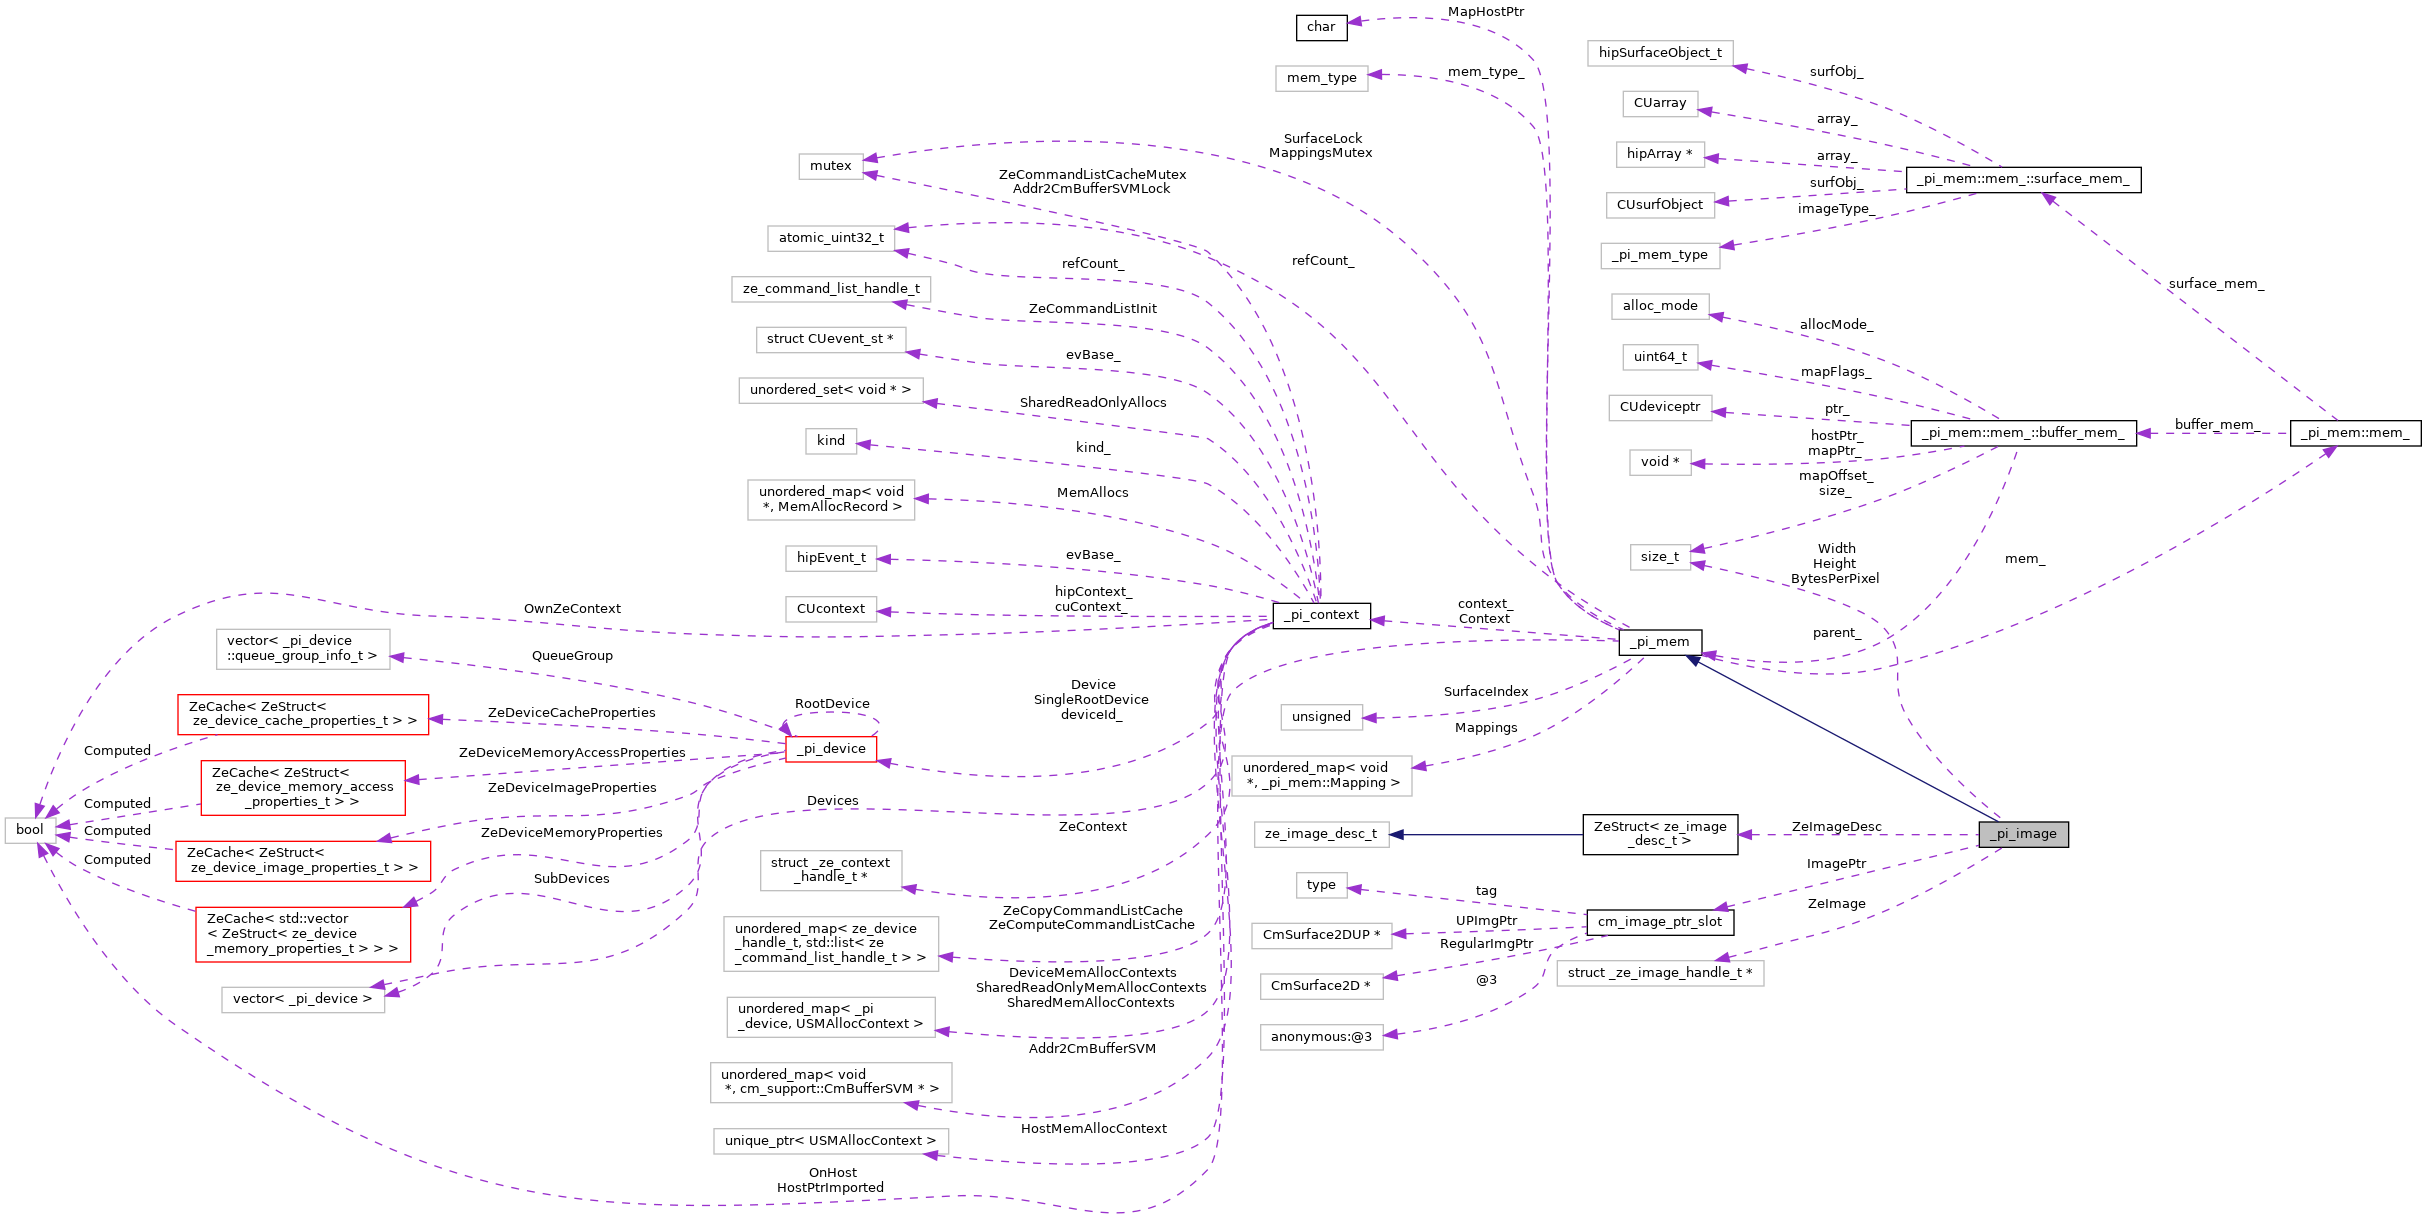 MapHostPtr
char
hipSurfaceObject_t
mem_type_
surfObj_
mem_type
CUarray
array_
SurfaceLock
MappingsMutex
hipArray *
array_
mutex
ZeCommandListCacheMutex
Addr2CmBufferSVMLock
_pi_mem::mem_::surface_mem_
surfObj_
CUsurfObject
imageType_
atomic_uint32_t
refCount_
refCount_
_pi_mem_type
ze_command_list_handle_t
surface_mem_
ZeCommandListInit
alloc_mode
allocMode_
struct CUevent_st *
evBase_
uint64_t
mapFlags_
unordered_set< void * >
SharedReadOnlyAllocs
CUdeviceptr
ptr_
buffer_mem_
_pi_mem::mem_::buffer_mem_
_pi_mem::mem_
kind
kind_
hostPtr_
mapPtr_
void *
mapOffset_
size_
unordered_map< void
*, MemAllocRecord >
MemAllocs
hipEvent_t
evBase_
size_t
Width
Height
BytesPerPixel
mem_
CUcontext
hipContext_
cuContext_
OwnZeContext
_pi_context
context_
Context
_pi_mem
parent_
vector< _pi_device
::queue_group_info_t >
QueueGroup
Device
SingleRootDevice
deviceId_
SurfaceIndex
unsigned
ZeCache< ZeStruct<
ze_device_cache_properties_t > >
ZeDeviceCacheProperties
RootDevice
Mappings
Computed
_pi_device
ZeDeviceMemoryAccessProperties
unordered_map< void
*, _pi_mem::Mapping >
ZeCache< ZeStruct<
ze_device_memory_access
_properties_t > >
ZeDeviceImageProperties
Computed
Devices
bool
Computed
ZeDeviceMemoryProperties
ZeContext
ze_image_desc_t
ZeStruct< ze_image
_desc_t >
ZeImageDesc
_pi_image
Computed
ZeCache< ZeStruct<
ze_device_image_properties_t > >
struct _ze_context
_handle_t *
ImagePtr
SubDevices
type
tag
ZeImage
ZeCache< std::vector
< ZeStruct< ze_device
_memory_properties_t > > >
ZeCopyCommandListCache
ZeComputeCommandListCache
UPImgPtr
cm_image_ptr_slot
unordered_map< ze_device
_handle_t, std::list< ze
_command_list_handle_t > >
CmSurface2DUP *
RegularImgPtr
DeviceMemAllocContexts
SharedReadOnlyMemAllocContexts
SharedMemAllocContexts
struct _ze_image_handle_t *
CmSurface2D *
@3
vector< _pi_device >
unordered_map< _pi
_device, USMAllocContext >
anonymous:@3
Addr2CmBufferSVM
unordered_map< void
*, cm_support::CmBufferSVM * >
HostMemAllocContext
unique_ptr< USMAllocContext >
OnHost
HostPtrImported